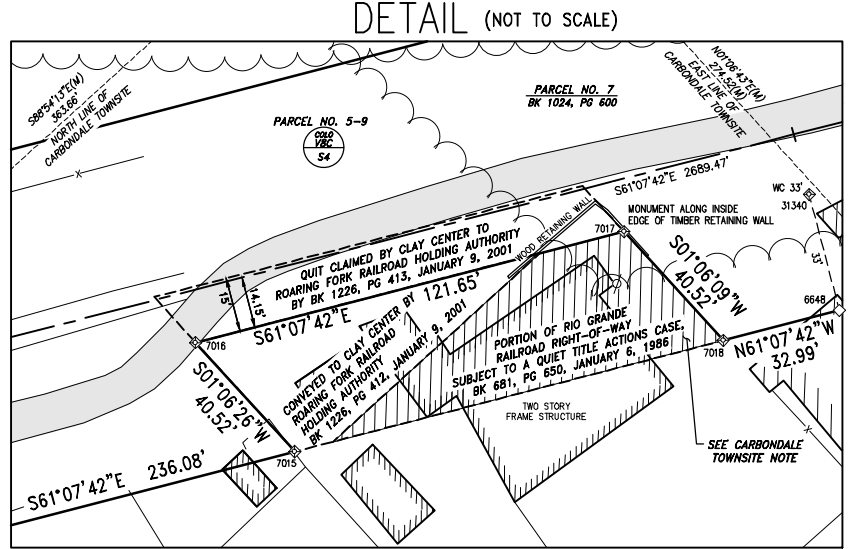 DETAIL (NOT TO SCALE)
S88°54'13"E(M)
363.66'
NORTH LINE OF
CARBONDALE TOWNSITE
PARCEL NO. 5-9
COLO
VBC
S4
PARCEL NO. 7
BK 1024, PG 600
N01°06'43"E(M)
274.52(M)
EAST LINE OF
CARBONDALE TOWNSITE
S61°07'42"E 2689.47'
WC 33'
31340
MONUMENT ALONG INSIDE
EDGE OF TIMBER RETAINING WALL
WOOD RETAINING WALL
7017
QUIT CLAIMED BY CLAY CENTER TO
ROARING FORK RAILROAD HOLDING AUTHORITY
BY BK 1226, PG 413, JANUARY 9, 2001
15'
14.15'
S61°07'42"E 121.65'
7016
S01°06'09"W
40.52'
33'
6648
7018
N61°07'42"W
32.99'
CONVEYED TO CLAY CENTER BY
ROARING FORK RAILROAD
HOLDING AUTHORITY
BK 1226, PG 412, JANUARY 9, 2001
PORTION OF RIO GRANDE
RAILROAD RIGHT-OF-WAY
SUBJECT TO A QUIET TITLE ACTIONS CASE,
BK 681, PG 650, JANUARY 6, 1986
S01°06'26"W
40.52'
TWO STORY
FRAME STRUCTURE
SEE CARBONDALE
TOWNSITE NOTE
7015
S61°07'42"E 236.08'
X
X